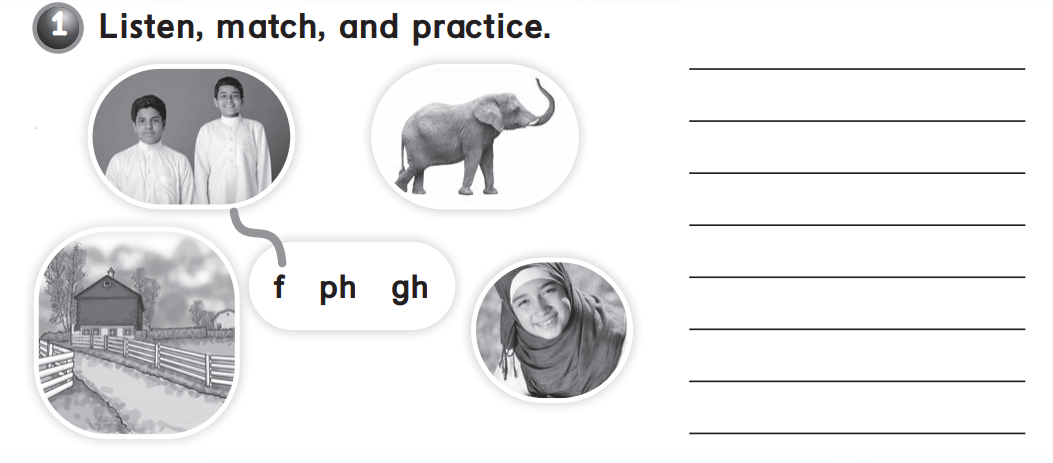 1 Listen, match, and practice.
f ph gh